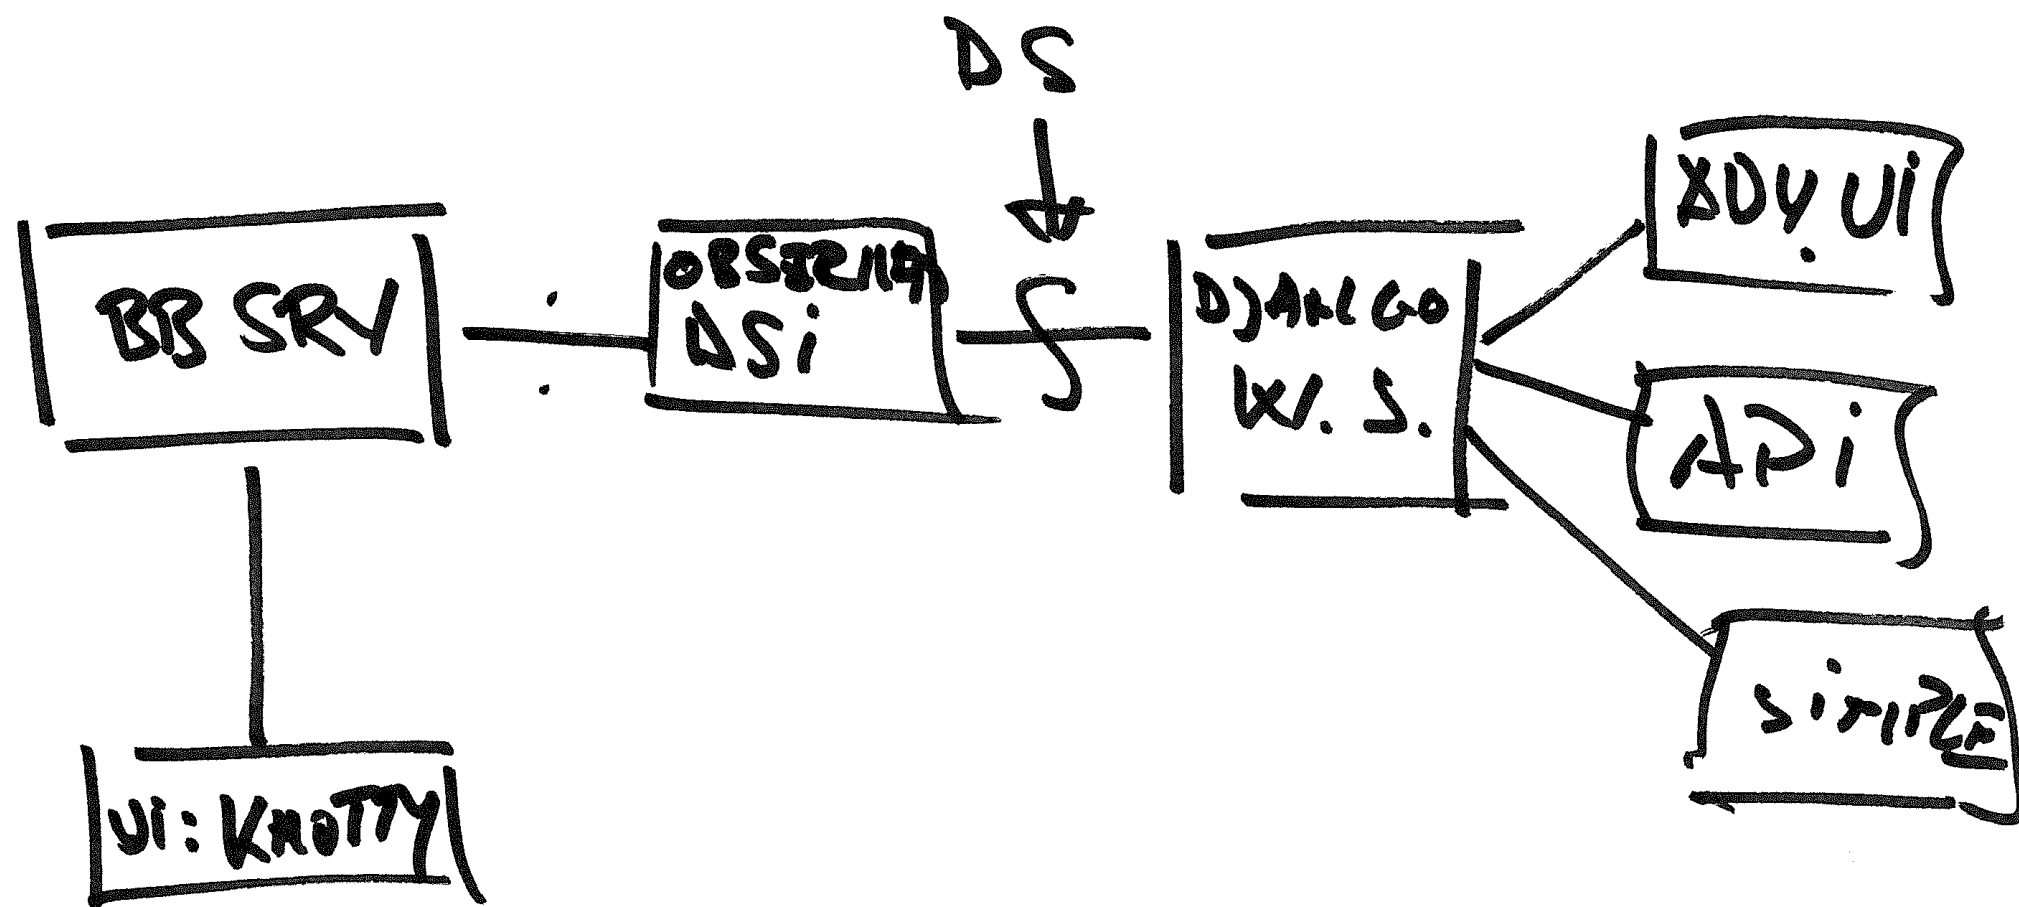 DS
BB SRV
OBSERVER
DSi
DJANGO
W. S.
ADV. Ui
APi
SiMPLE
Ui: KNOTTY